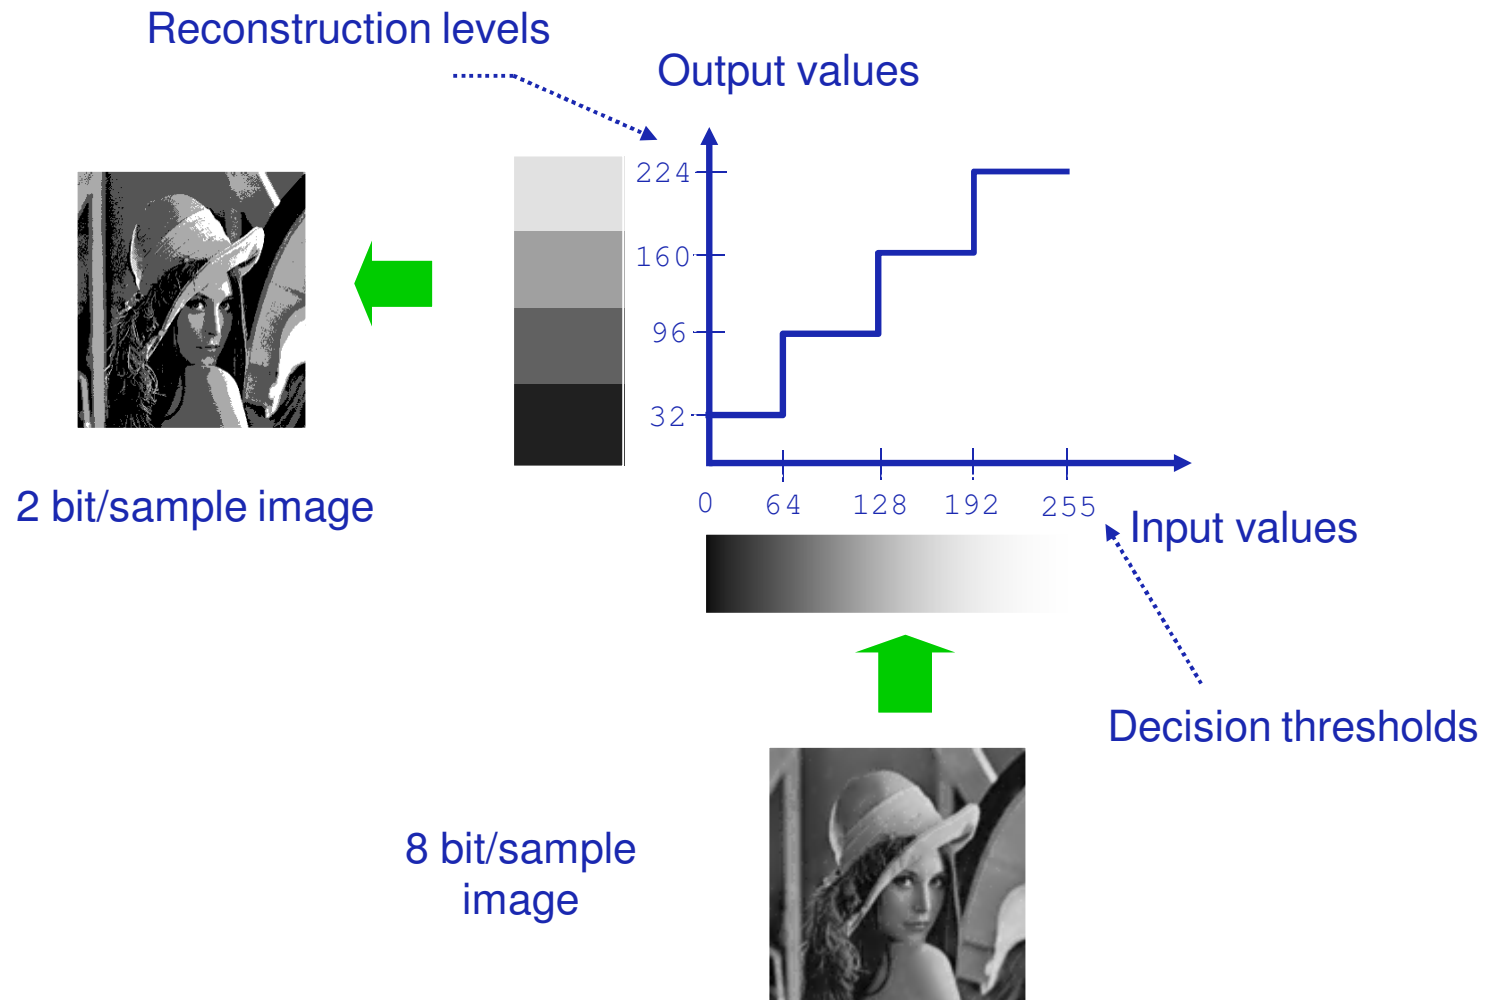 Reconstruction levels
Output values
224
160
96
32
0 64 128 192 255
Input values
2 bit/sample image
Decision thresholds
8 bit/sample
image